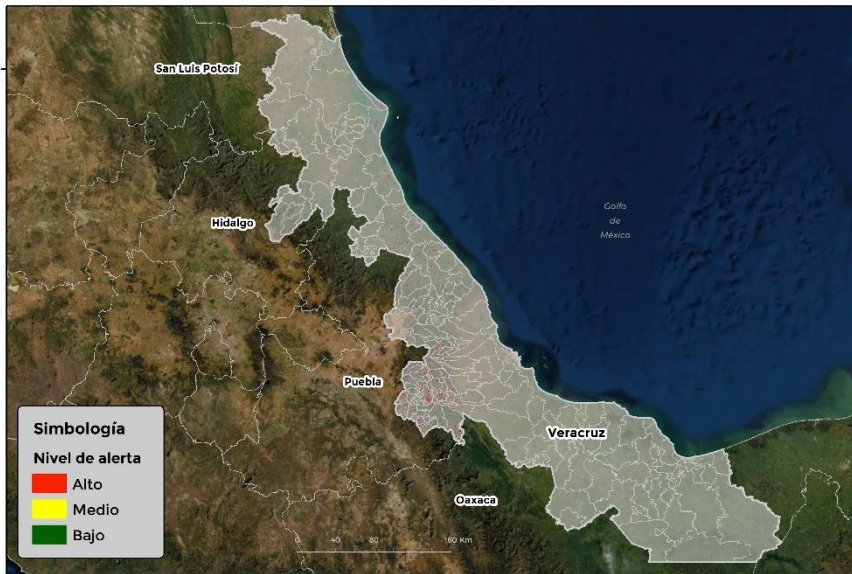 San Luis Potosí
Hidalgo
Golfo
de
México
Puebla
Veracruz
Oaxaca
Simbología
Nivel de alerta
Alto
Medio
Bajo
0 40 80 160 Km